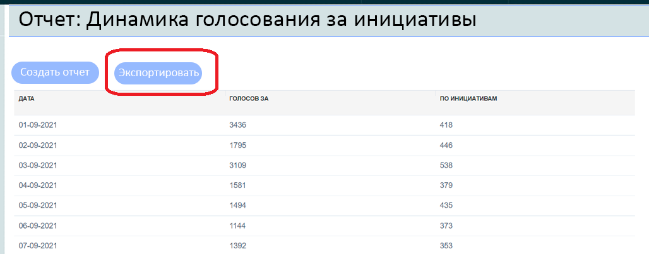 Отчет: Динамика голосования за инициативы
Создать отчет Экспортировать
ДАТА ГОЛОСОВ ЗА ПО ИНИЦИАТИВАМ
01-09-2021 3436 418
02-09-2021 1795 446
03-09-2021 3109 538
04-09-2021 1581 379
05-09-2021 1494 435
06-09-2021 1144 373
07-09-2021 1392 353